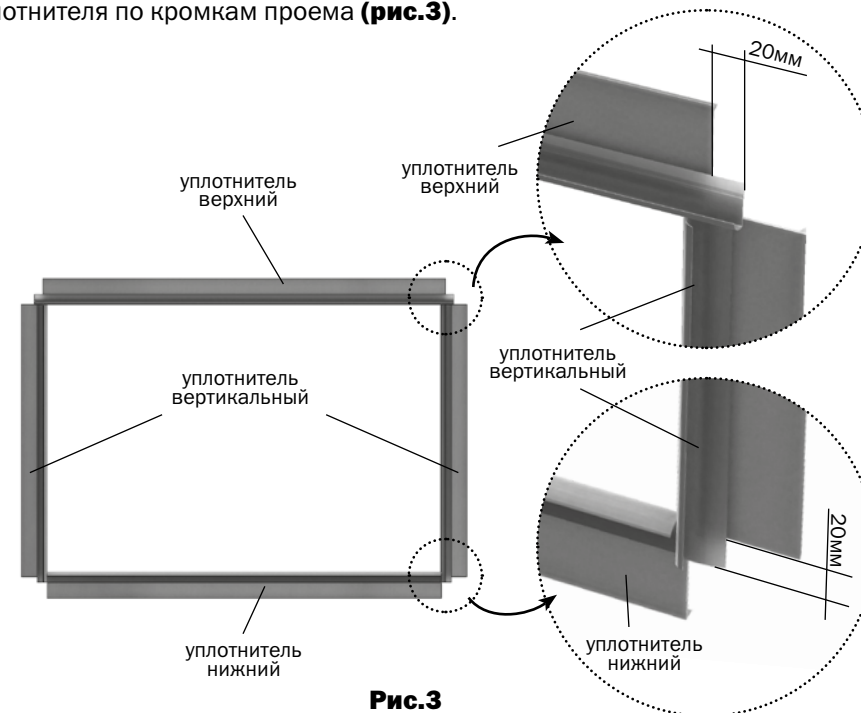 по кромкам проема (рис.3).
20мм
уплотнитель
верхний
уплотнитель
верхний
уплотнитель
вертикальный
уплотнитель
вертикальный
20мм
уплотнитель
нижний
уплотнитель
нижний
Рис.3